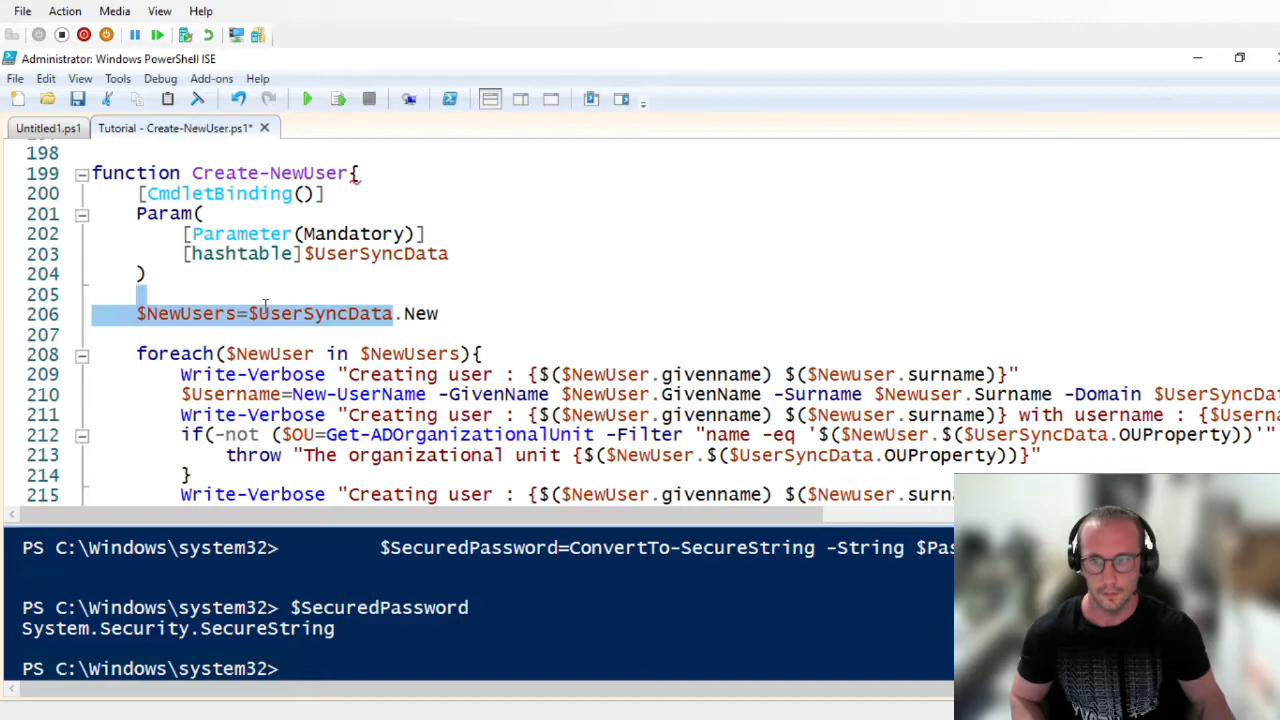 File Action Media View Help
Administrator: Windows PowerShell ISE
File Edit View Tools Debug Add-ons Help
Untitled1.ps1 Tutorial - Create-NewUser.ps1*
198
199 function Create-NewUser{
200 [CmdletBinding()]
201 Param(
202 [Parameter(Mandatory)]
203 [hashtable]$UserSyncData
204 )
205
206 $NewUsers=$UserSyncData.New
207
208 foreach($NewUser in $NewUsers){
209 Write-Verbose "Creating user : {$($NewUser.givenname) $($Newuser.surname)}"
210 $Username=New-UserName -GivenName $NewUser.GivenName -Surname $Newuser.Surname -Domain $UserSyncData
211 Write-Verbose "Creating user : {$($NewUser.givenname) $($Newuser.surname)} with username : {$Userna
212 if(-not ($OU=Get-ADOrganizationalUnit -Filter "name -eq '$($NewUser.$($UserSyncData.OUProperty))'"
213 throw "The organizational unit {$($NewUser.$($UserSyncData.OUProperty))}"
214 }
215 Write-Verbose "Creating user : {$($NewUser.givenname) $($Newuser.surna
PS C:\Windows\system32> $SecuredPassword=ConvertTo-SecureString -String $Pas
PS C:\Windows\system32> $SecuredPassword
System.Security.SecureString
PS C:\Windows\system32>